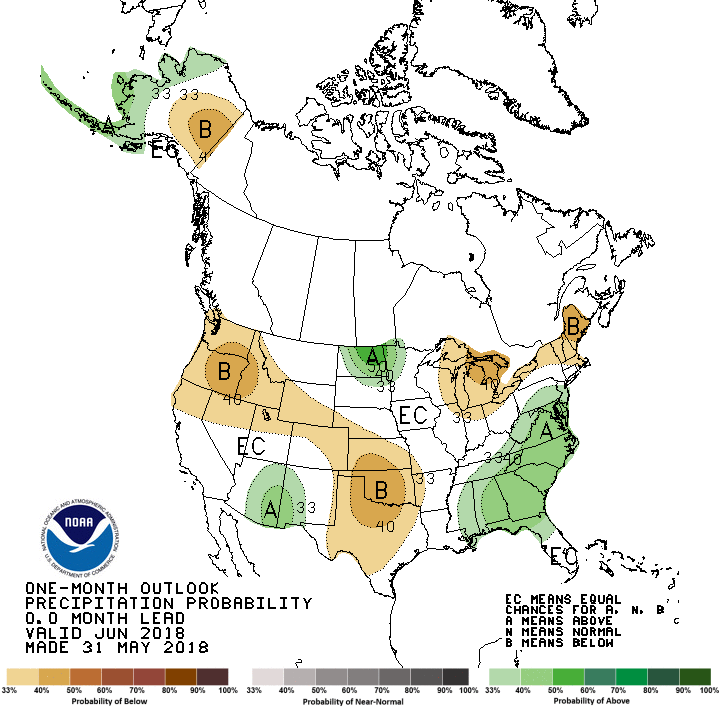 33 33
A
B
EC
4
B
A
50
40
33
B
40
40
EC
33
A
EC
33
B
33 40
A
33
40
EC
NATIONAL OCEANIC AND ATMOSPHERIC ADMINISTRATION
NOAA
U.S. DEPARTMENT OF COMMERCE
ONE-MONTH OUTLOOK
PRECIPITATION PROBABILITY
0.0 MONTH LEAD
VALID JUN 2018
MADE 31 MAY 2018
EC MEANS EQUAL
CHANCES FOR A, N, B
A MEANS ABOVE
N MEANS NORMAL
B MEANS BELOW
33% 40% 50% 60% 70% 80% 90% 100%
Probability of Below
33% 40% 50% 60% 70% 80% 90% 100%
Probability of Near-Normal
33% 40% 50% 60% 70% 80% 90% 100%
Probability of Above